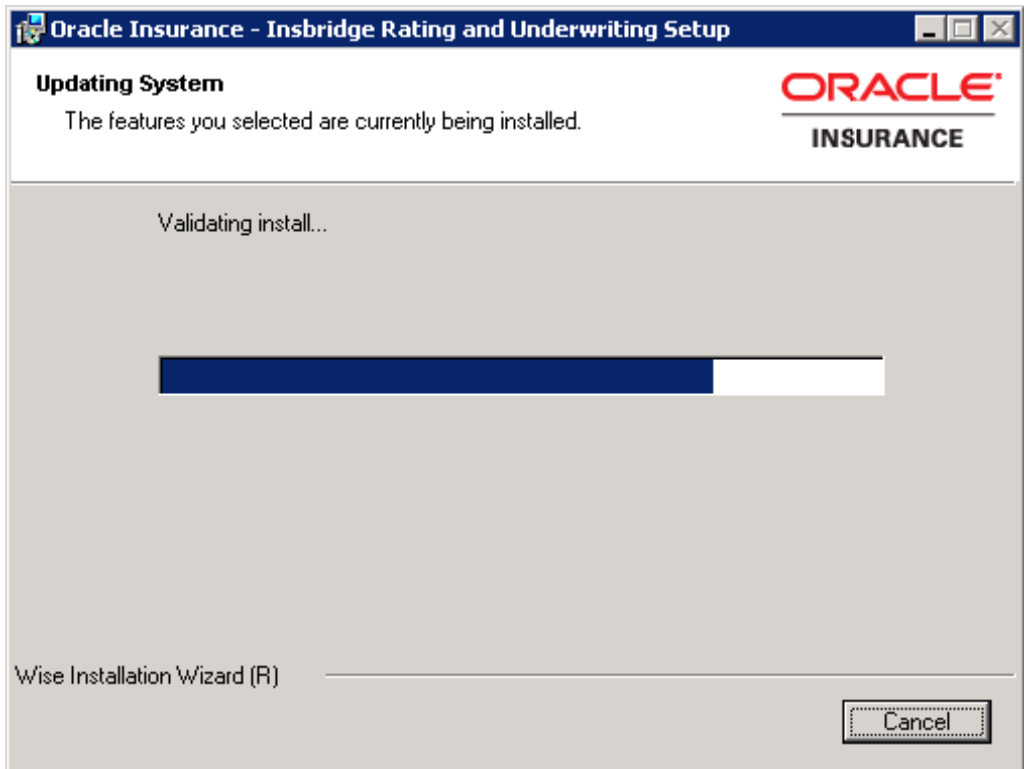 Oracle Insurance - Insbridge Rating and Underwriting Setup
Updating System
The features you selected are currently being installed.
ORACLE
INSURANCE
Validating install...
Wise Installation Wizard (R)
Cancel